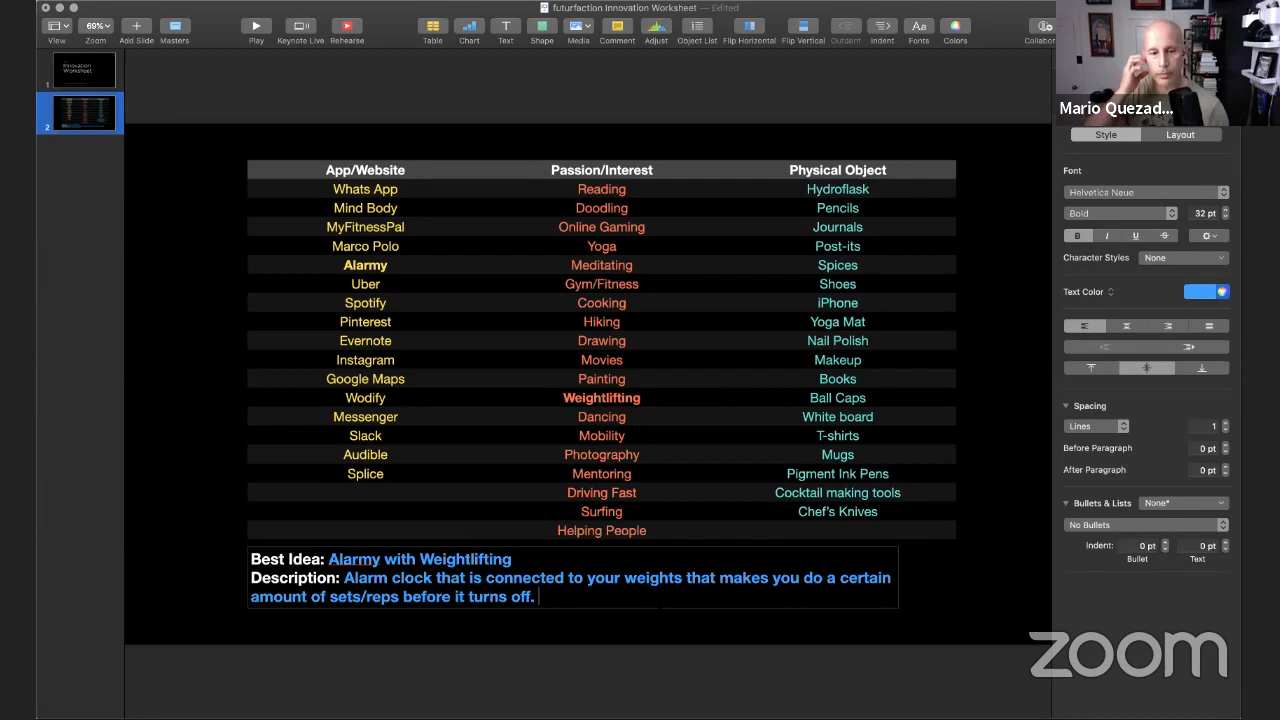 futurfaction Innovation Worksheet — Edited
69%
View Zoom Add Slide Masters Play Keynote Live Rehearse Table Chart Text Shape Media Comment Adjust Object List Flip Horizontal Flip Vertical Outdent Indent Fonts Colors Collabor
Mario Quezad...
1
Innovation
Worksheet
2
Style Layout
App/Website Passion/Interest Physical Object
Whats App Reading Hydroflask
Mind Body Doodling Pencils
MyFitnessPal Online Gaming Journals
Marco Polo Yoga Post-its
Alarmy Meditating Spices
Uber Gym/Fitness Shoes
Spotify Cooking iPhone
Pinterest Hiking Yoga Mat
Evernote Drawing Nail Polish
Instagram Movies Makeup
Google Maps Painting Books
Wodify Weightlifting Ball Caps
Messenger Dancing White board
Slack Mobility T-shirts
Audible Photography Mugs
Splice Mentoring Pigment Ink Pens
Driving Fast Cocktail making tools
Surfing Chef's Knives
Helping People
Best Idea: Alarmy with Weightlifting
Description: Alarm clock that is connected to your weights that makes you do a certain
amount of sets/reps before it turns off.
Font
Helvetica Neue
Bold 32 pt
B I U S
Character Styles None
Text Color
Spacing
Lines 1
Before Paragraph 0 pt
After Paragraph 0 pt
Bullets & Lists None*
No Bullets
Indent: 0 pt 0 pt
Bullet Text
zoom